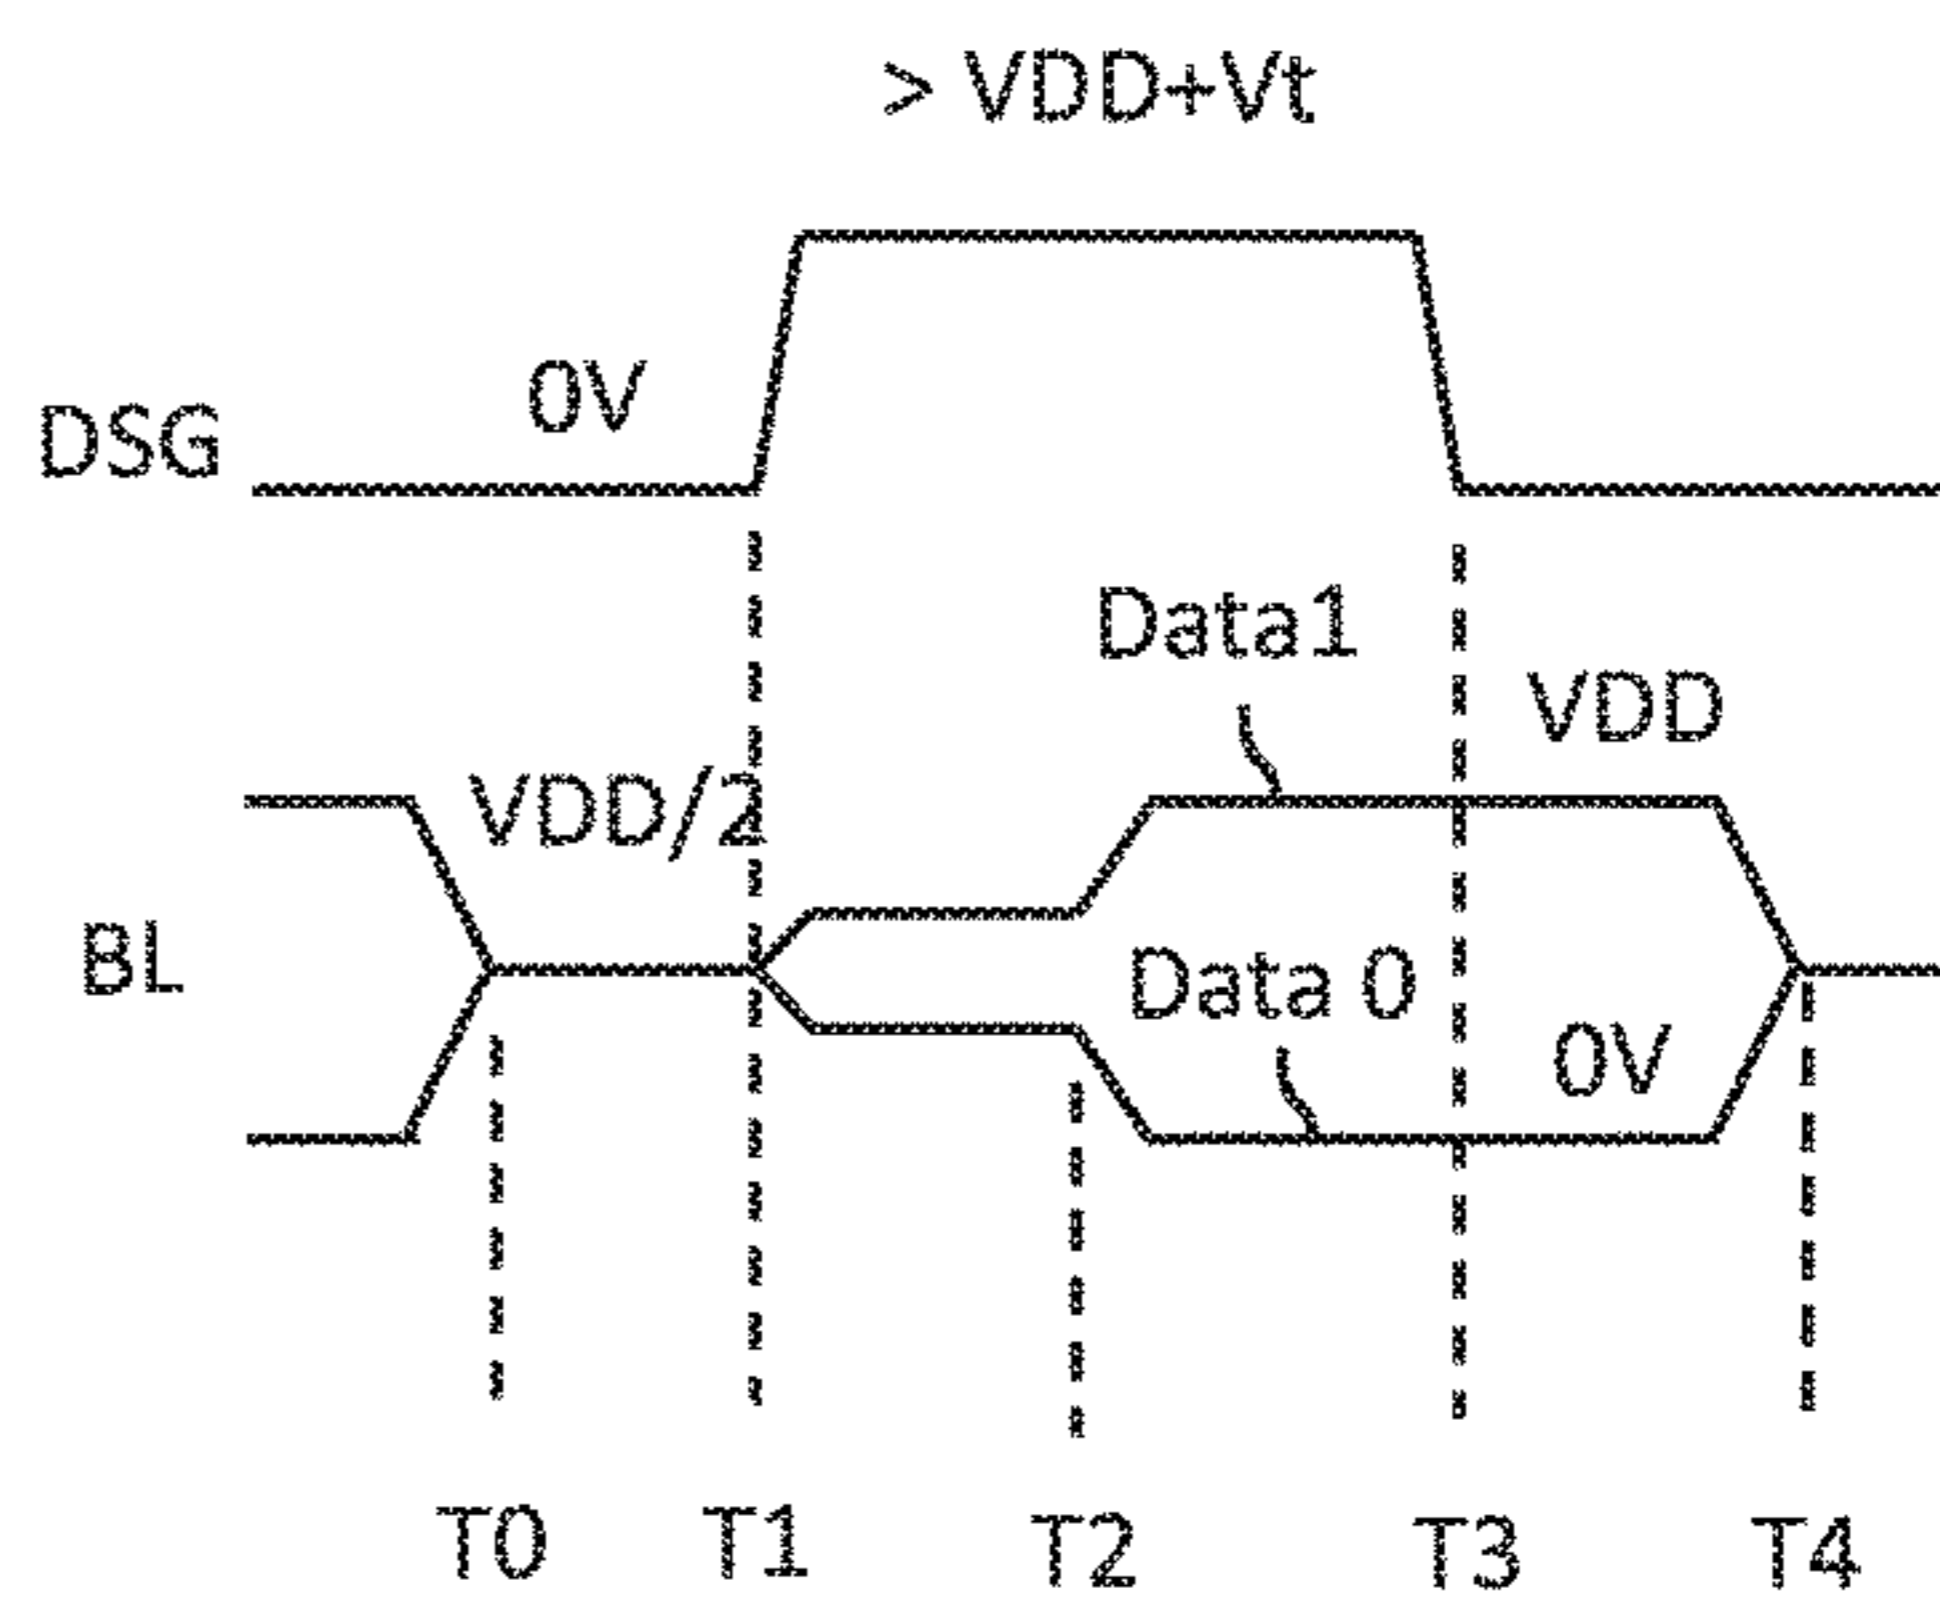 > VDD+Vt
0V
DSG
Data1
VDD
VDD/2
BL
Data 0
0V
T0 T1 T2 T3 T4